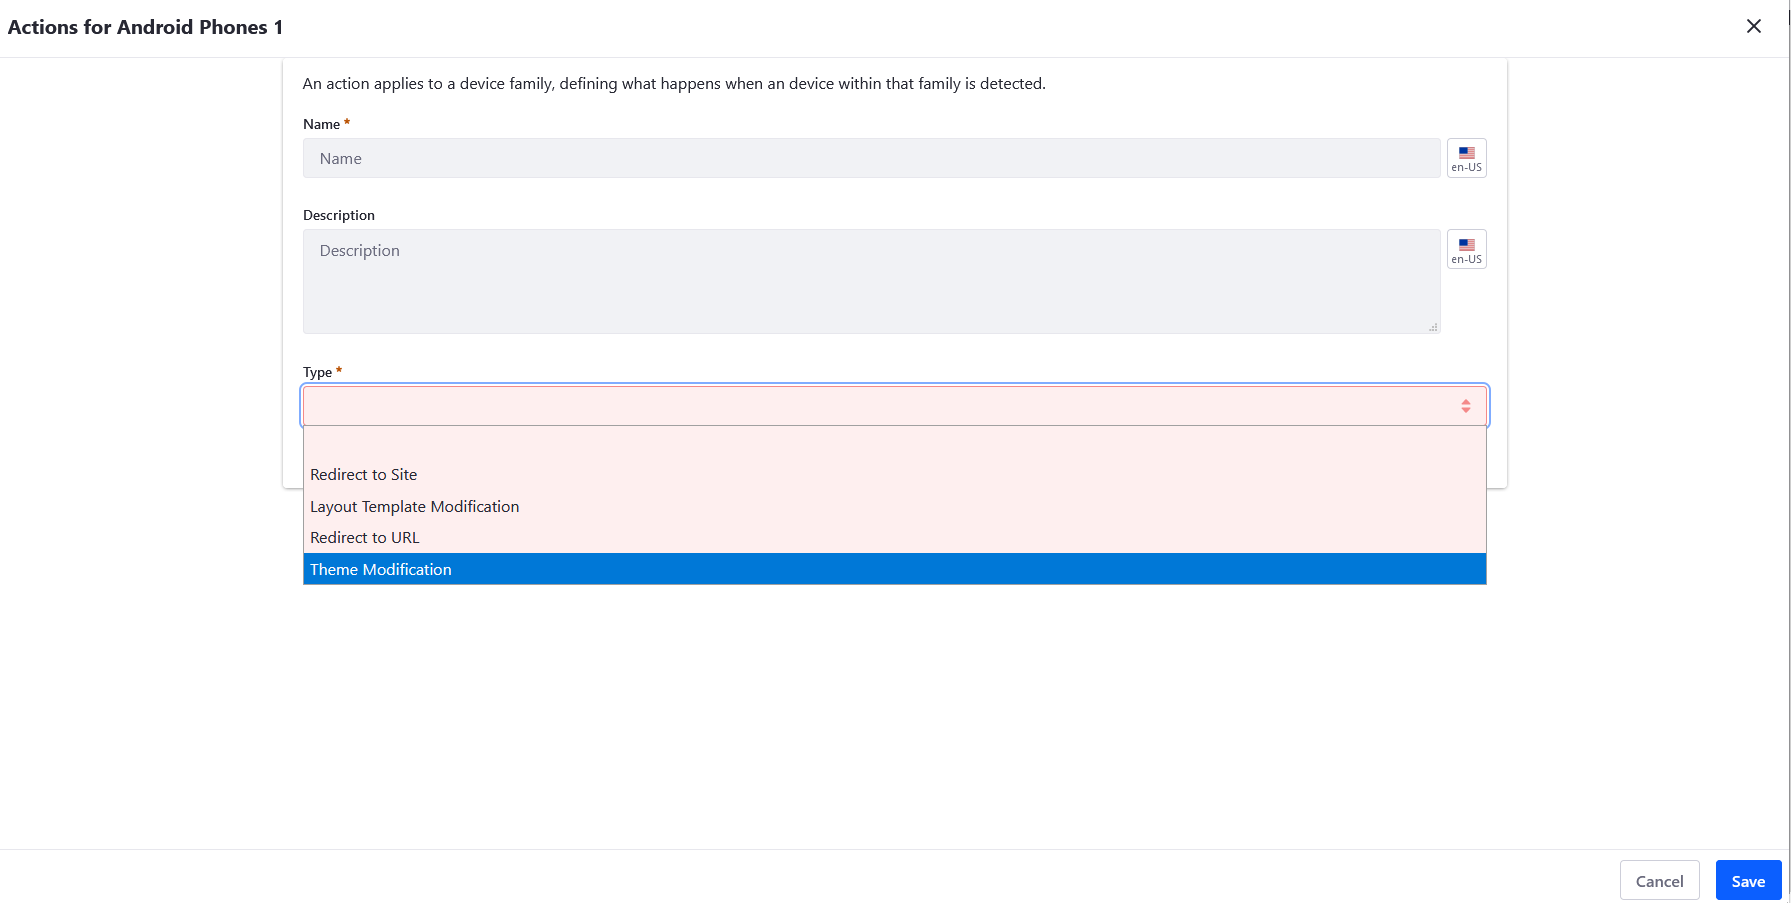 Actions for Android Phones 1
An action applies to a device family, defining what happens when an device within that family is detected.
Name *
Name
en-US
Description
Description
en-US
Type *
Redirect to Site
Layout Template Modification
Redirect to URL
Theme Modification
Cancel
Save